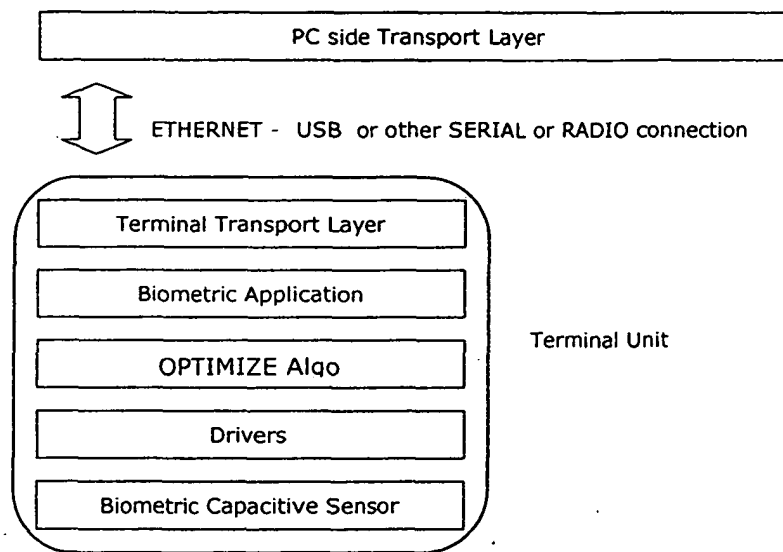 PC side Transport Layer
ETHERNET - USB or other SERIAL or RADIO connection
Terminal Transport Layer
Biometric Application
OPTIMIZE Algo
Terminal Unit
Drivers
Biometric Capacitive Sensor